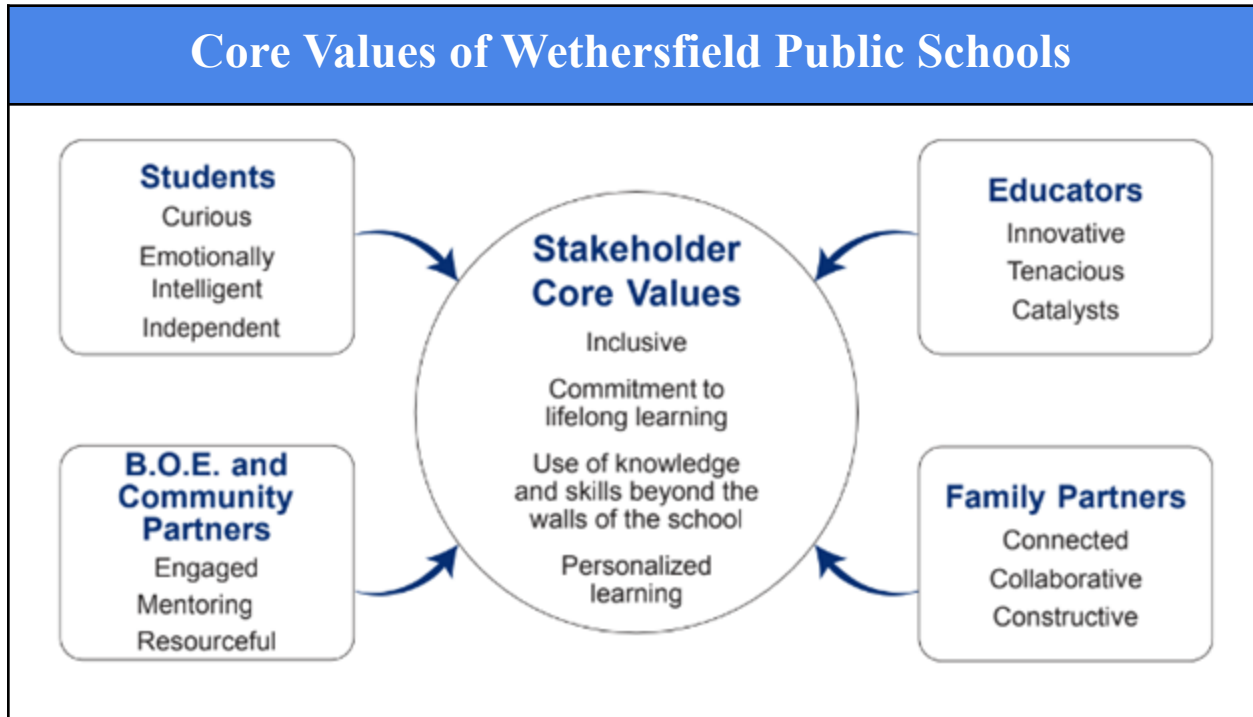 Core Values of Wethersfield Public Schools
Students
Curious
Emotionally
Intelligent
Independent
B.O.E. and
Community
Partners
Engaged
Mentoring
Resourceful
Stakeholder
Core Values
Inclusive
Commitment to
lifelong learning
Use of knowledge
and skills beyond the
walls of the school
Personalized
learning
Educators
Innovative
Tenacious
Catalysts
Family Partners
Connected
Collaborative
Constructive